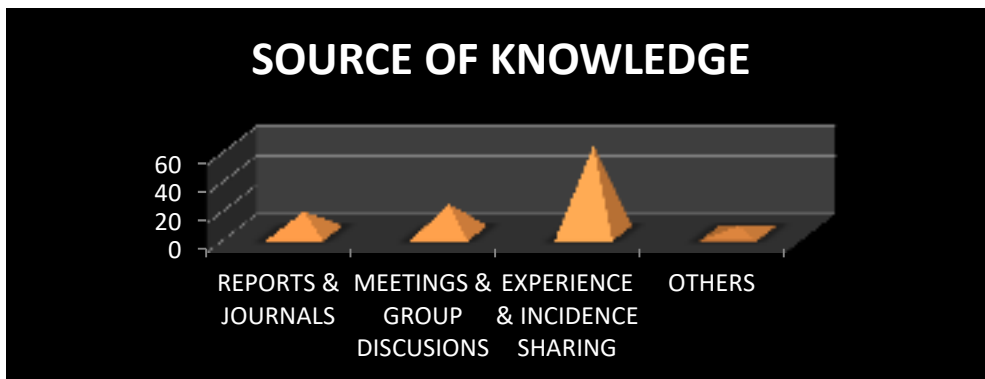 SOURCE OF KNOWLEDGE
60
40
20
0
REPORTS &
JOURNALS
MEETINGS &
GROUP
DISCUSIONS
EXPERIENCE
& INCIDENCE
SHARING
OTHERS